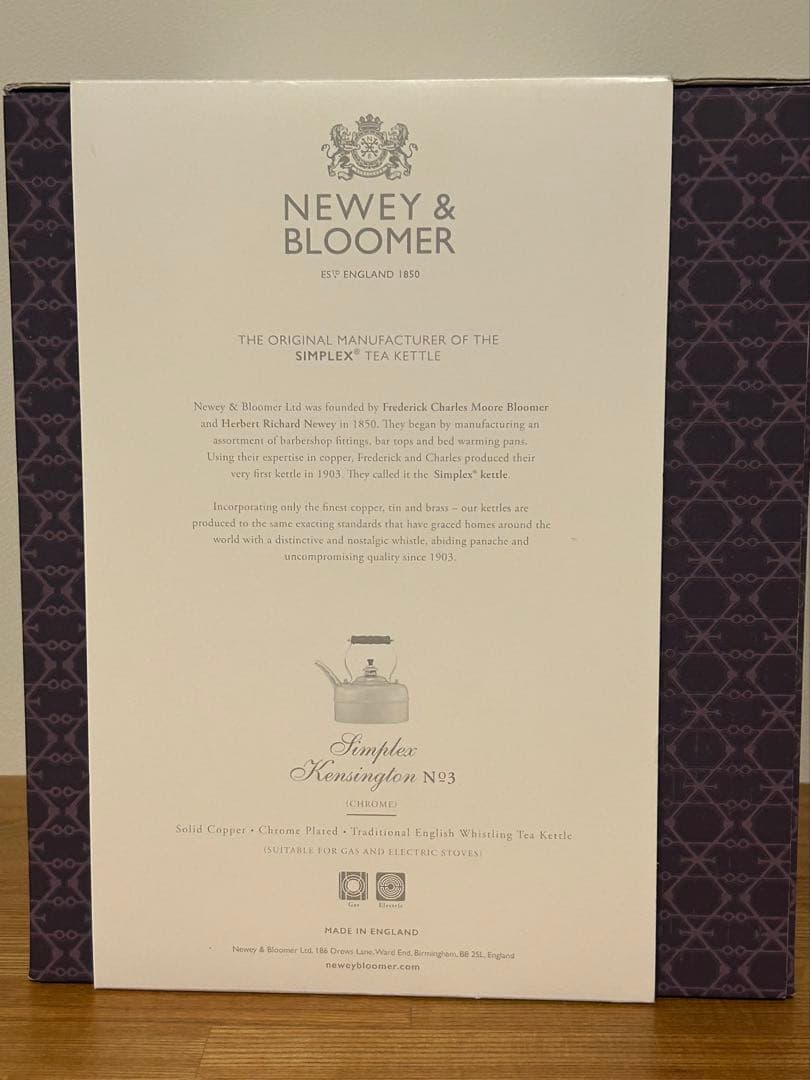 NEWEY &
BLOOMER
ESTD ENGLAND 1850
THE ORIGINAL MANUFACTURER OF THE
SIMPLEX® TEA KETTLE
Newey & Bloomer Ltd was founded by Frederick Charles Moore Bloomer
and Herbert Richard Newey in 1850. They began by manufacturing an
assortment of barbershop fittings, bar tops and bed warming pans.
Using their expertise in copper, Frederick and Charles produced their
very first kettle in 1903. They called it the Simplex® kettle.
Incorporating only the finest copper, tin and brass – our kettles are
produced to the same exacting standards that have graced homes around the
world with a distinctive and nostalgic whistle, abiding panache and
uncompromising quality since 1903.
Simplex
Kensington Nº3
(CHROME)
Solid Copper • Chrome Plated • Traditional English Whistling Tea Kettle
(SUITABLE FOR GAS AND ELECTRIC STOVES)
Gas Electric
MADE IN ENGLAND
Newey & Bloomer Ltd, 186 Drews Lane, Ward End, Birmingham, B8 2SL, England
neweybloomer.com